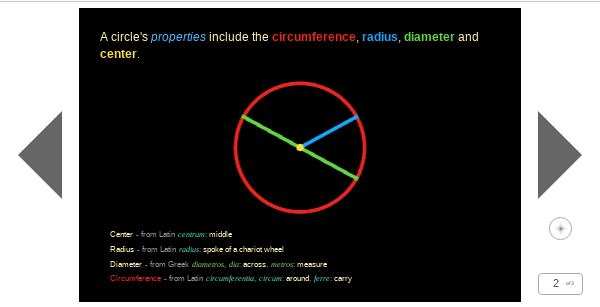 A circle's properties include the circumference, radius, diameter and
center.
Center - from Latin centrum: middle
Radius - from Latin radius: spoke of a chariot wheel
Diameter - from Greek diametros, dia: across, metros: measure
Circumference - from Latin circumferentia, circum: around, ferre: carry
2 of 3